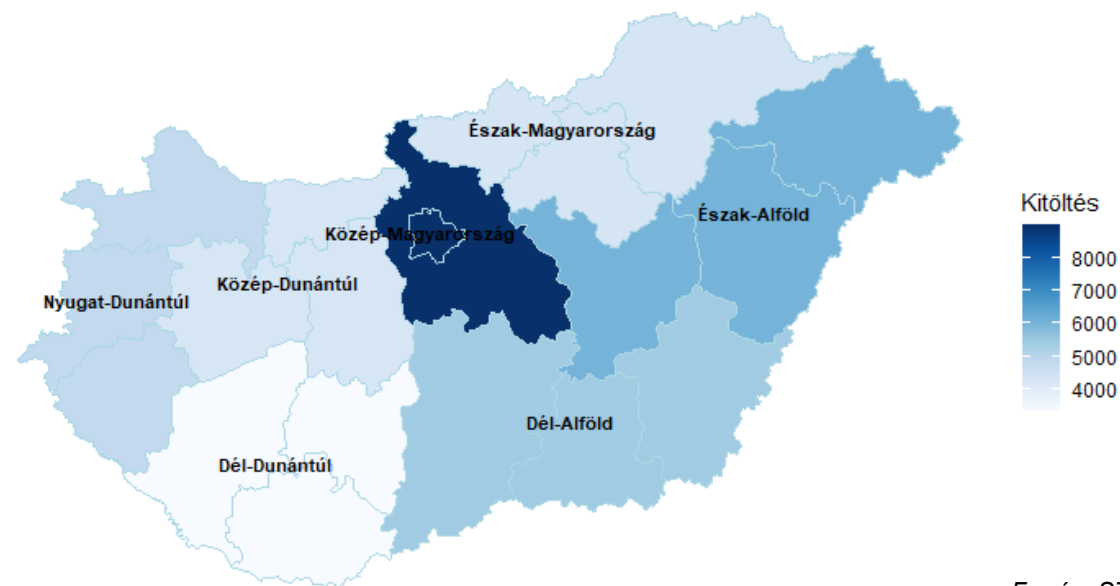 Észak-Magyarország
Észak-Alföld
Közép-Magyarország
Közép-Dunántúl
Nyugat-Dunántúl
Dél-Alföld
Dél-Dunántúl
Kitöltés
8000
7000
6000
5000
4000